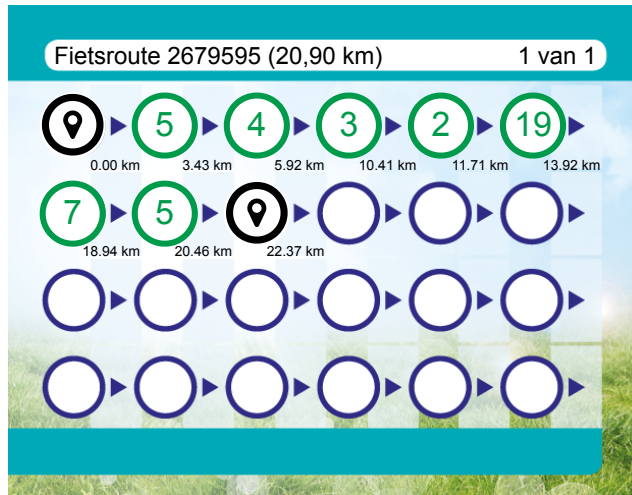 Fietsroute 2679595 (20,90 km) 1 van 1
5 4 3 2 19
0.00 km 3.43 km 5.92 km 10.41 km 11.71 km 13.92 km
7 5
18.94 km 20.46 km 22.37 km